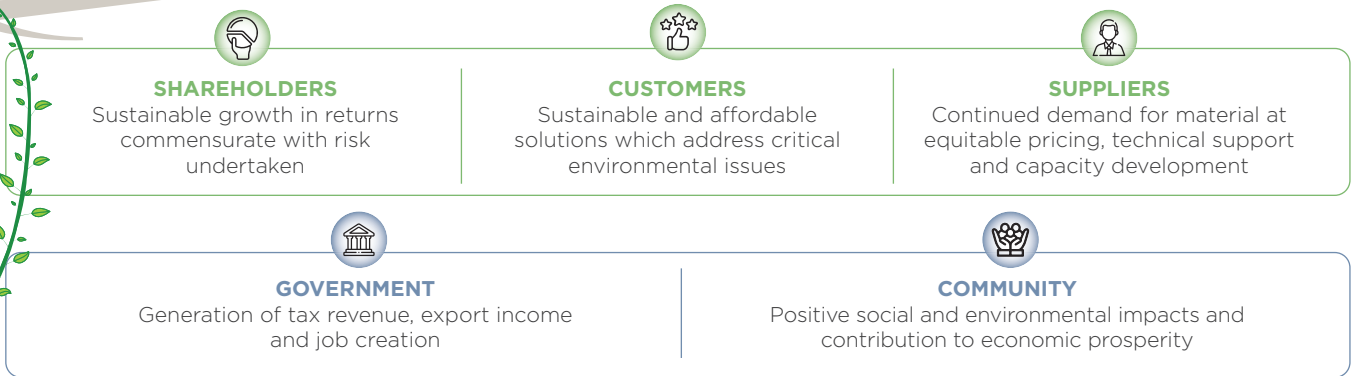 SHAREHOLDERS
Sustainable growth in returns
commensurate with risk
undertaken
CUSTOMERS
Sustainable and affordable
solutions which address critical
environmental issues
SUPPLIERS
Continued demand for material at
equitable pricing, technical support
and capacity development
GOVERNMENT
Generation of tax revenue, export income
and job creation
COMMUNITY
Positive social and environmental impacts and
contribution to economic prosperity